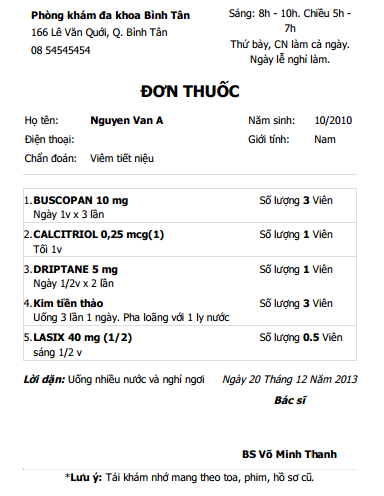 Phòng khám đa khoa Bình Tân
166 Lê Văn Quới, Q. Bình Tân
08 54545454
Sáng: 8h - 10h. Chiều 5h -
7h
Thứ bảy, CN làm cả ngày.
Ngày lễ nghỉ làm.
ĐƠN THUỐC
Họ tên: Nguyen Van A Năm sinh: 10/2010
Điện thoại: Giới tính: Nam
Chẩn đoán: Viêm tiết niệu
1. BUSCOPAN 10 mg Số lượng 3 Viên
Ngày 1v x 3 lần
2. CALCITRIOL 0,25 mcg(1) Số lượng 1 Viên
Tối 1v
3. DRIPTANE 5 mg Số lượng 1 Viên
Ngày 1/2v x 2 lần
4. Kim tiền thảo Số lượng 3 Viên
Uống 3 lần 1 ngày. Pha loãng với 1 ly nước
5. LASIX 40 mg (1/2) Số lượng 0.5 Viên
sáng 1/2 v
Lời dặn: Uống nhiều nước và nghỉ ngơi Ngày 20 Tháng 12 Năm 2013
Bác sĩ
BS Võ Minh Thanh
*Lưu ý: Tái khám nhớ mang theo toa, phim, hồ sơ cũ.